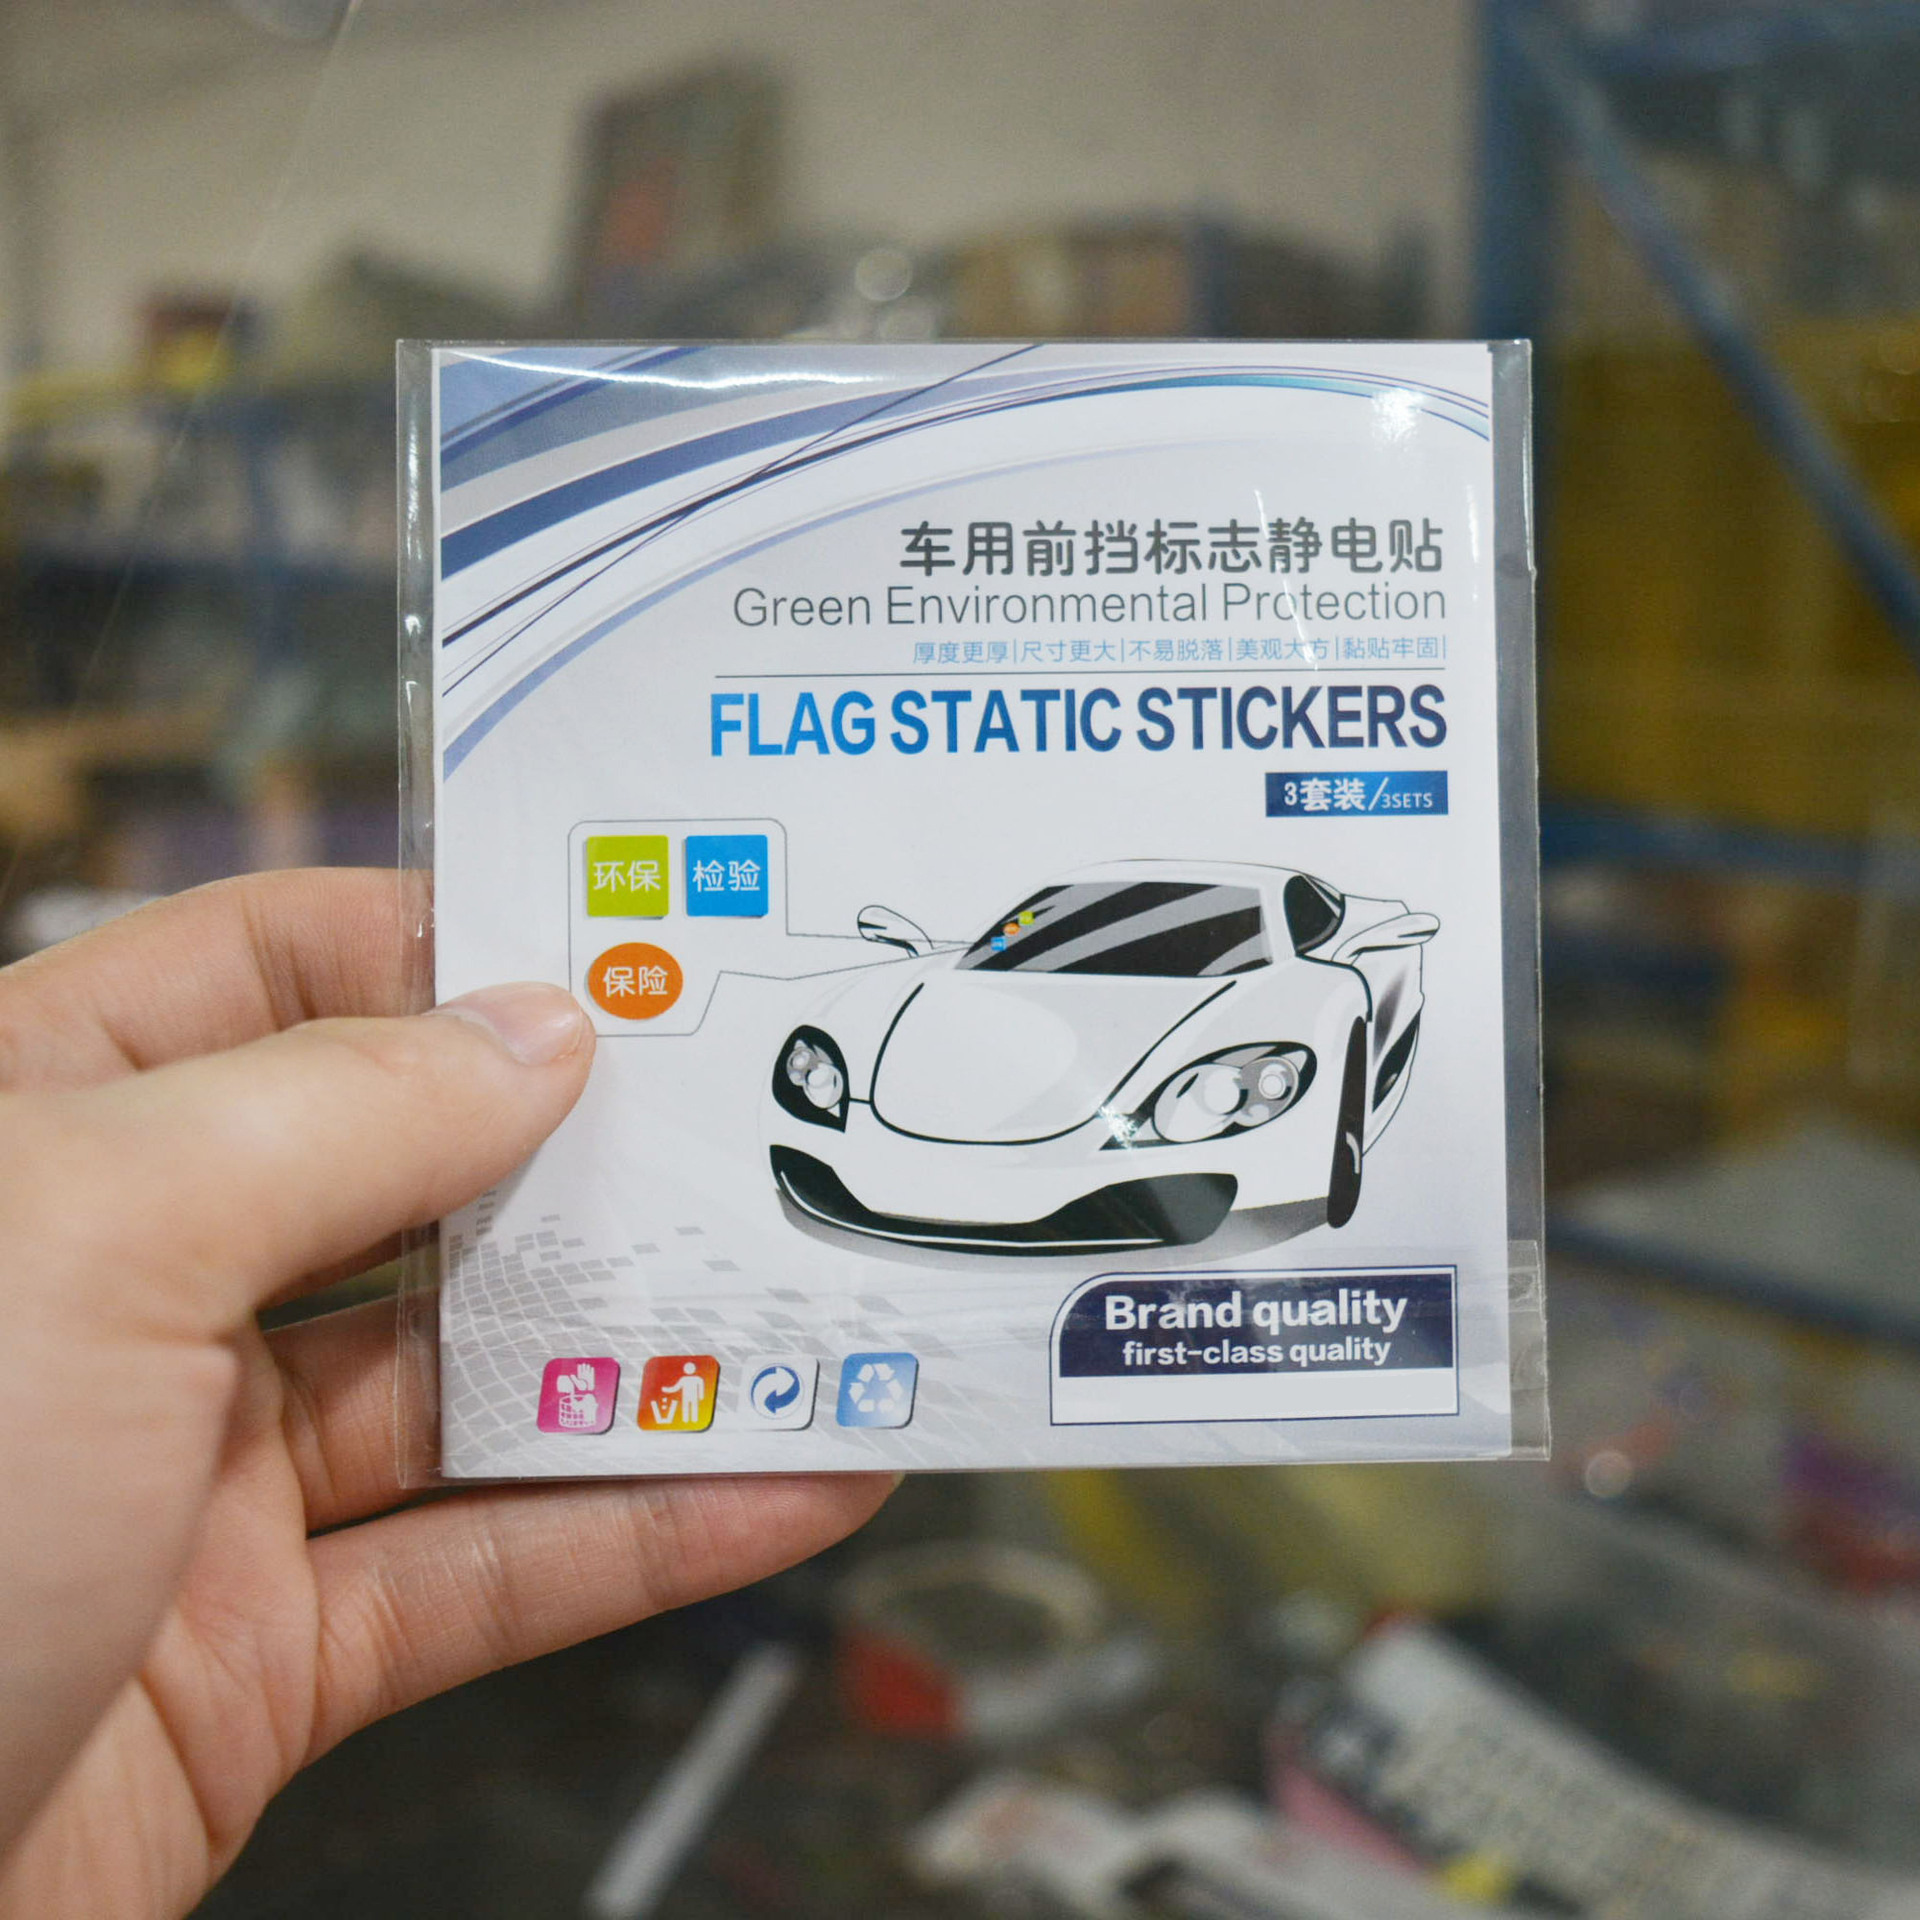 车用前挡标志静电贴
Green Environmental Protection
厚度更厚|尺寸更大|不易脱落|美观大方|黏贴牢固|
FLAG STATIC STICKERS
3套装/3SETS
环保 检验
保险
Brand quality
first-class quality